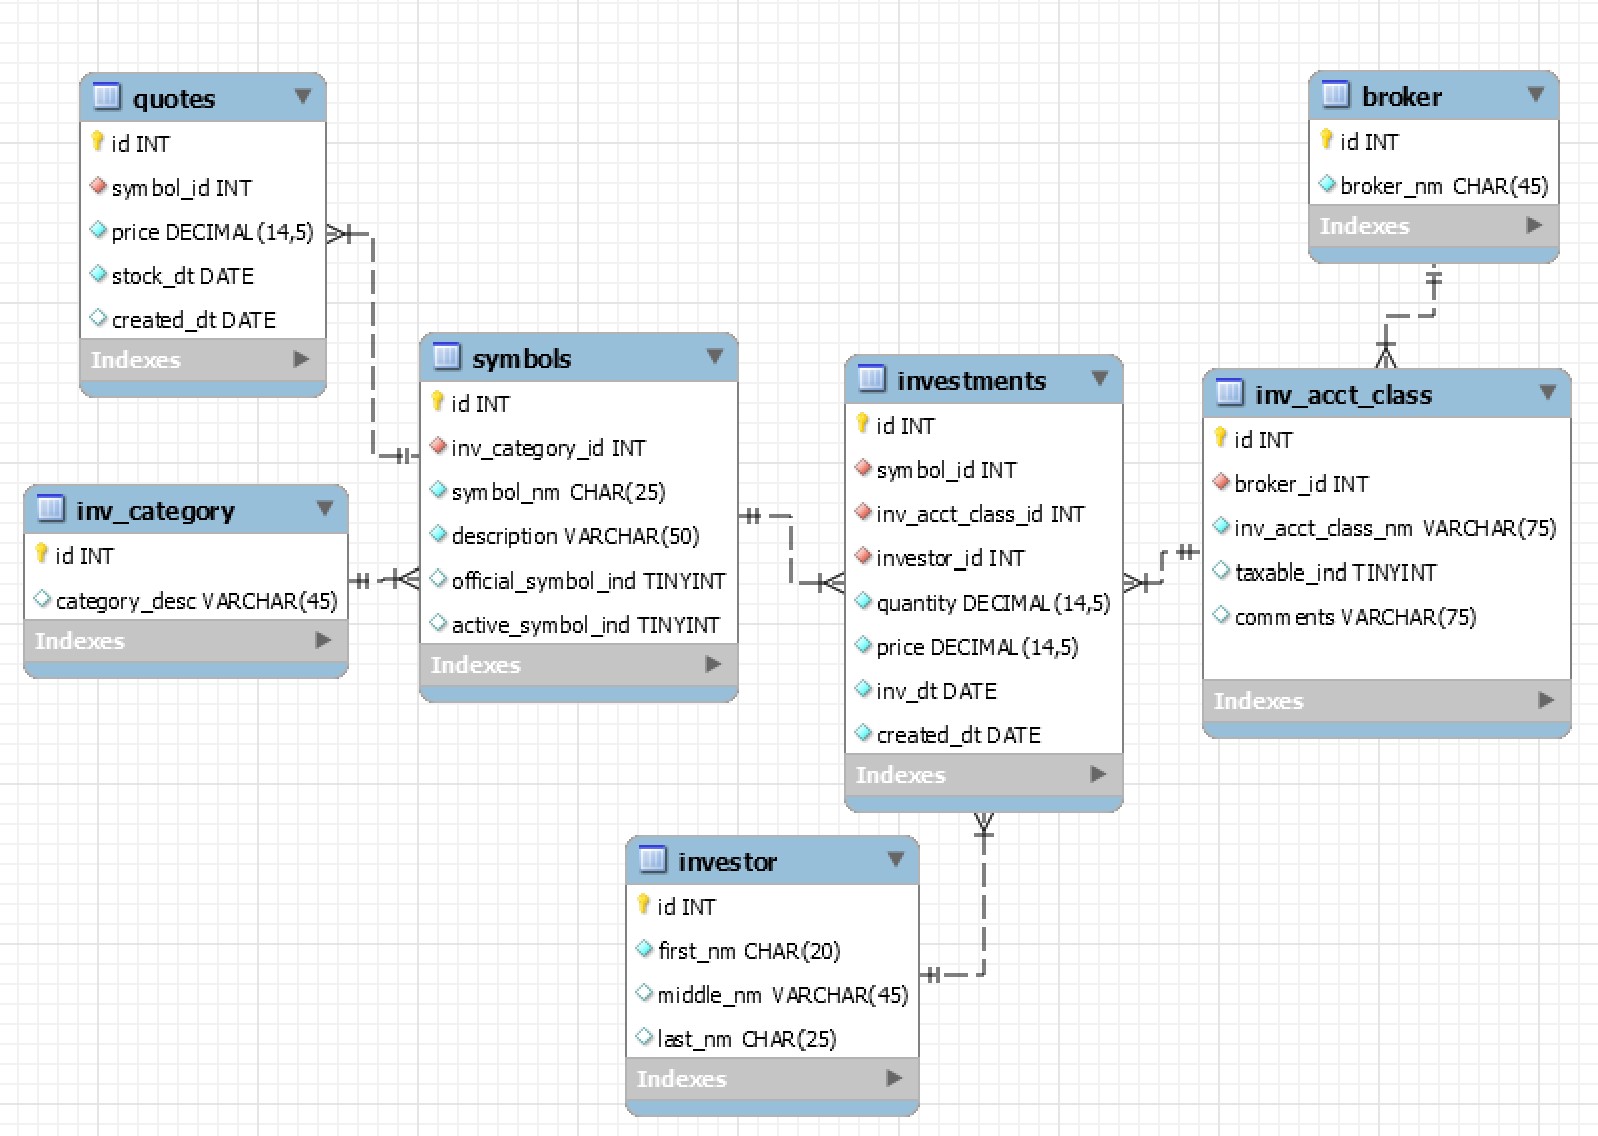 quotes
id INT
symbol_id INT
price DECIMAL(14,5)
stock_dt DATE
created_dt DATE
Indexes
inv_category
id INT
category_desc VARCHAR(45)
Indexes
symbols
id INT
inv_category_id INT
symbol_nm CHAR(25)
description VARCHAR(50)
official_symbol_ind TINYINT
active_symbol_ind TINYINT
Indexes
investments
id INT
symbol_id INT
inv_acct_class_id INT
investor_id INT
quantity DECIMAL(14,5)
price DECIMAL(14,5)
inv_dt DATE
created_dt DATE
Indexes
broker
id INT
broker_nm CHAR(45)
Indexes
inv_acct_class
id INT
broker_id INT
inv_acct_class_nm VARCHAR(75)
taxable_ind TINYINT
comments VARCHAR(75)
Indexes
investor
id INT
first_nm CHAR(20)
middle_nm VARCHAR(45)
last_nm CHAR(25)
Indexes